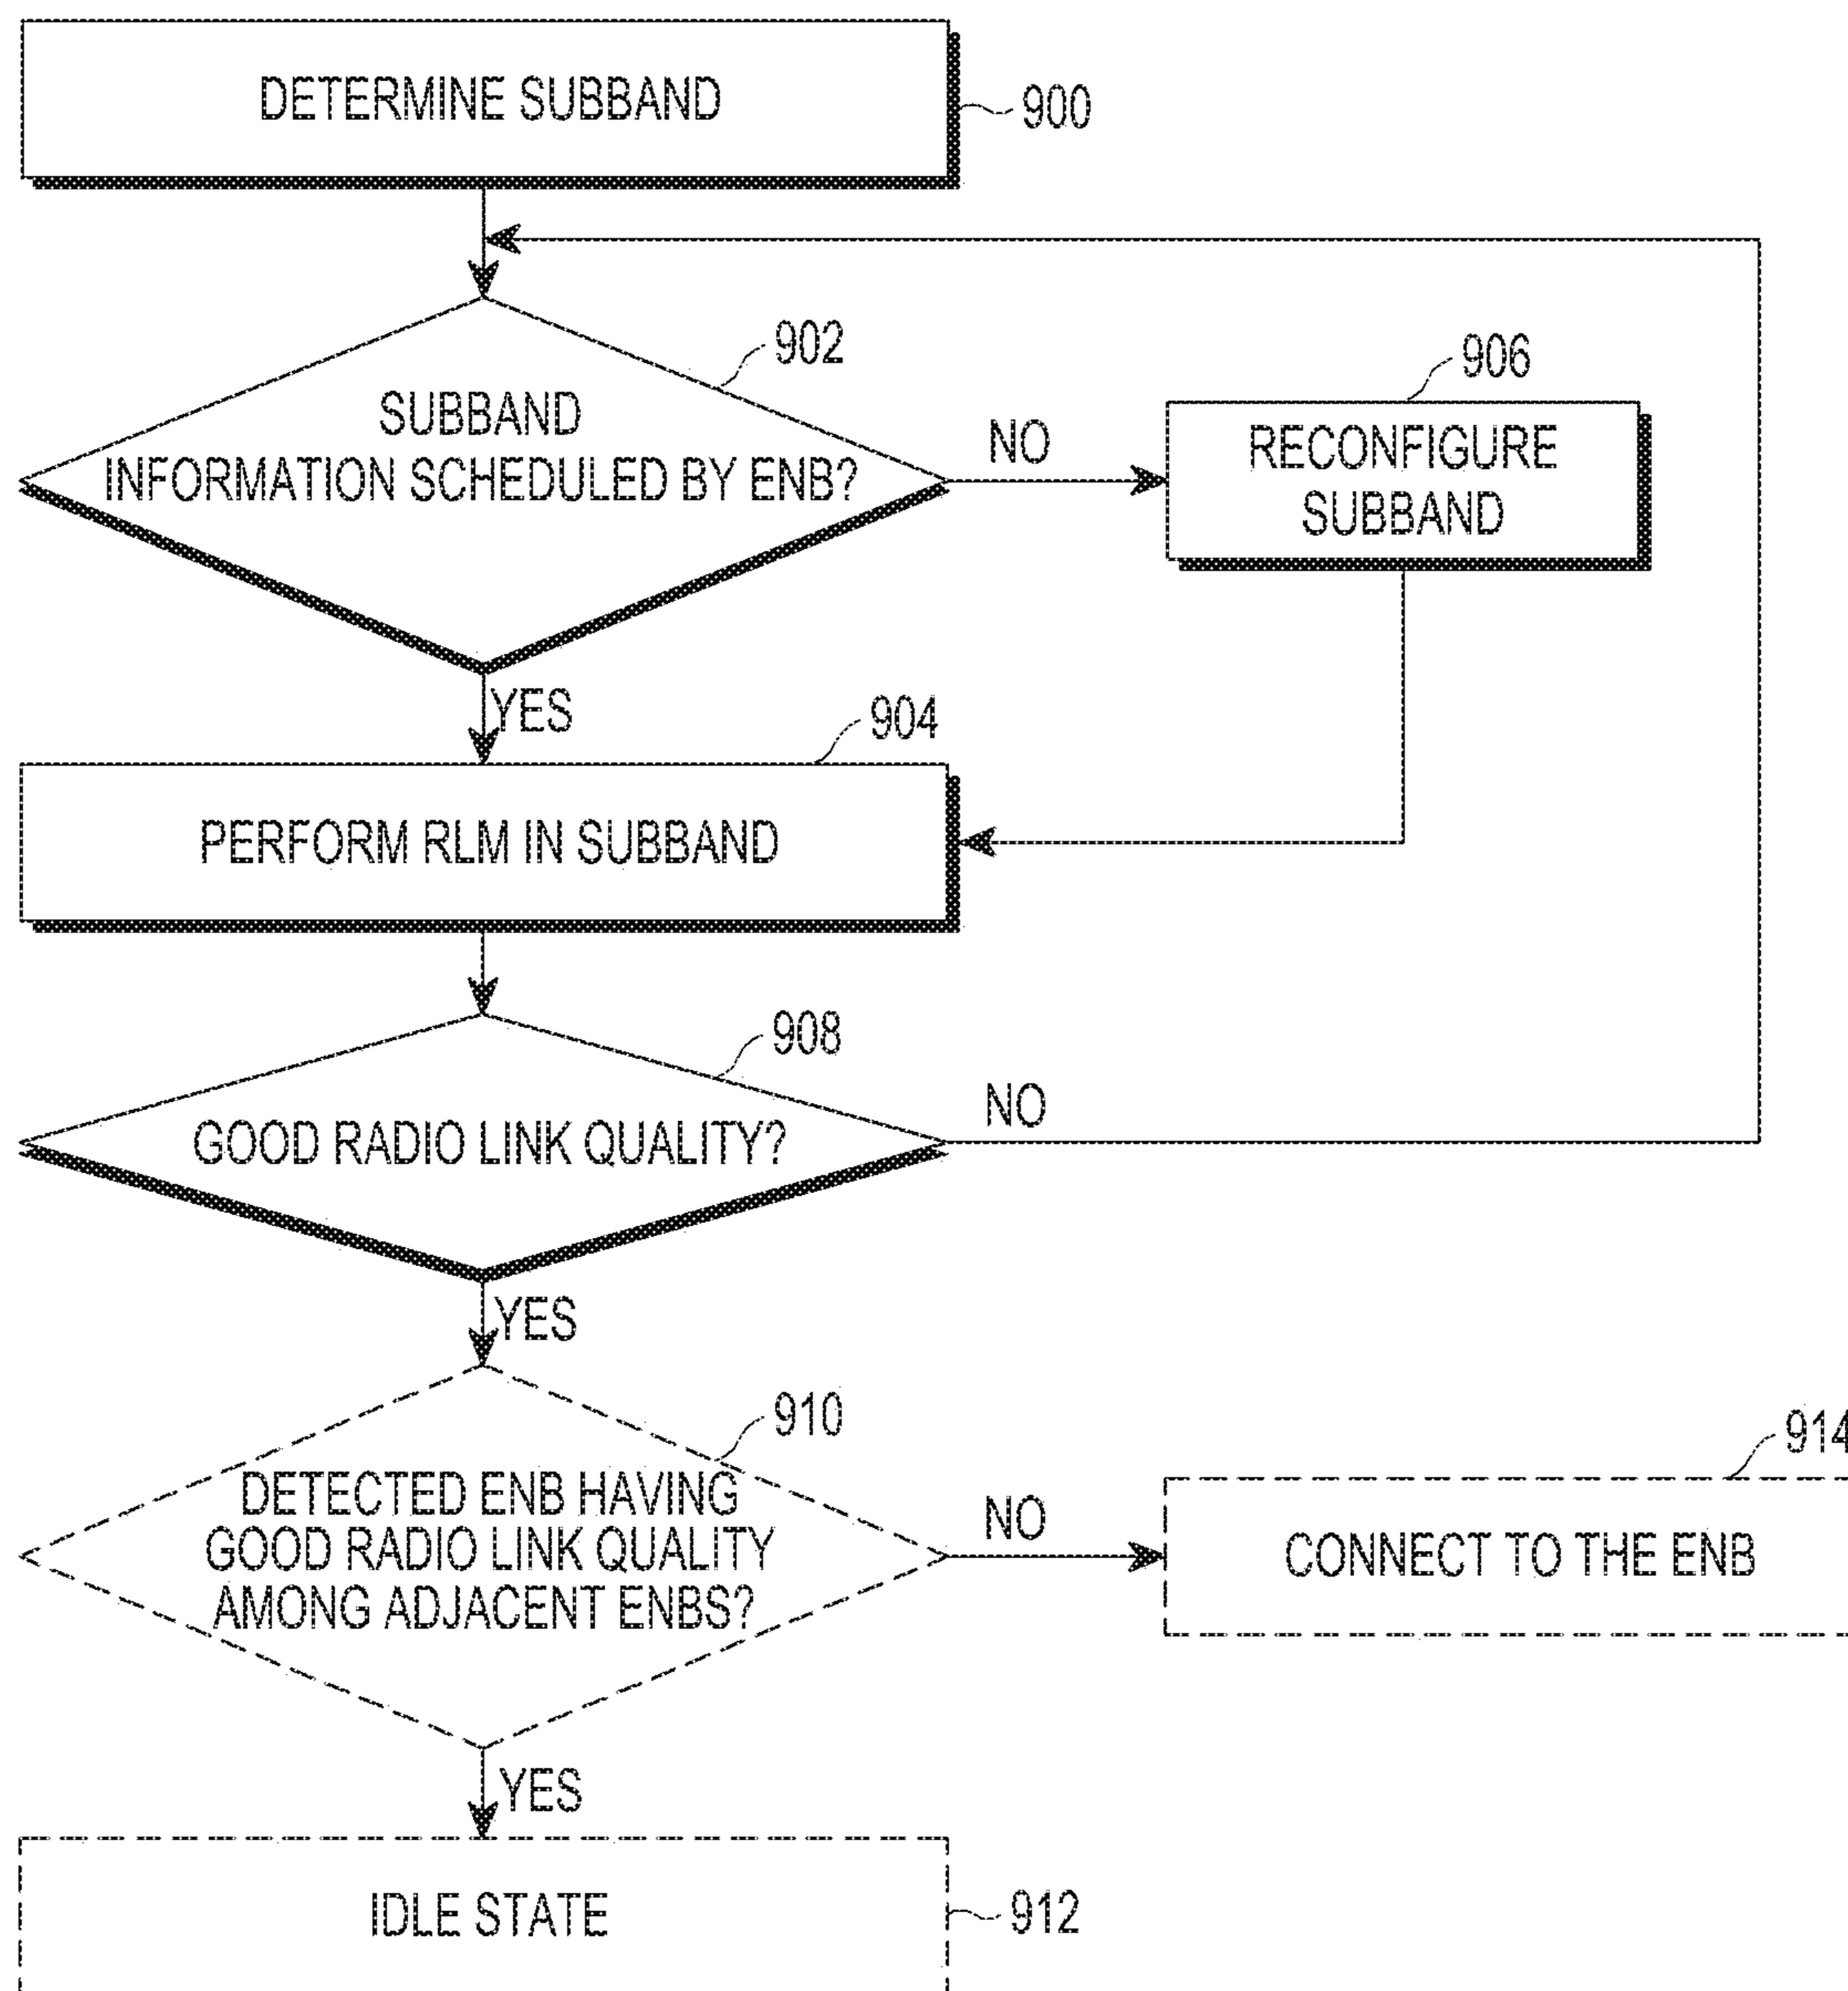 DETERMINE SUBBAND
900
902
SUBBAND
INFORMATION SCHEDULED BY ENB?
NO
906
RECONFIGURE
SUBBAND
YES
904
PERFORM RLM IN SUBBAND
908
GOOD RADIO LINK QUALITY?
NO
YES
910
DETECTED ENB HAVING
GOOD RADIO LINK QUALITY
AMONG ADJACENT ENBS?
NO
914
CONNECT TO THE ENB
YES
IDLE STATE
912